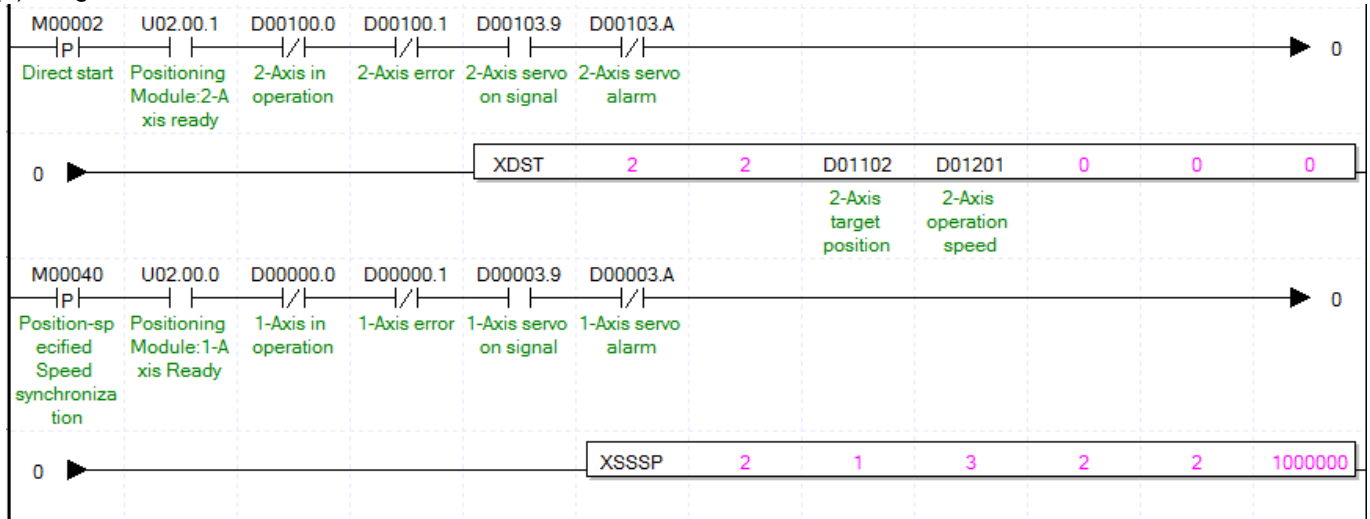 M00002 U02.00.1 D00100.0 D00100.1 D00103.9 D00103.A
P
0
Direct start Positioning 2-Axis in 2-Axis error 2-Axis servo 2-Axis servo
Module:2-A operation on signal alarm
xis ready
0 XDST 2 2 D01102 D01201 0 0 0
2-Axis 2-Axis
target operation
position speed
M00040 U02.00.0 D00000.0 D00000.1 D00003.9 D00003.A
P
0
Position-sp Positioning 1-Axis in 1-Axis error 1-Axis servo 1-Axis servo
ecified Module:1-A operation on signal alarm
Speed xis Ready
synchroniza
tion
0 XSSSP 2 1 3 2 2 1000000